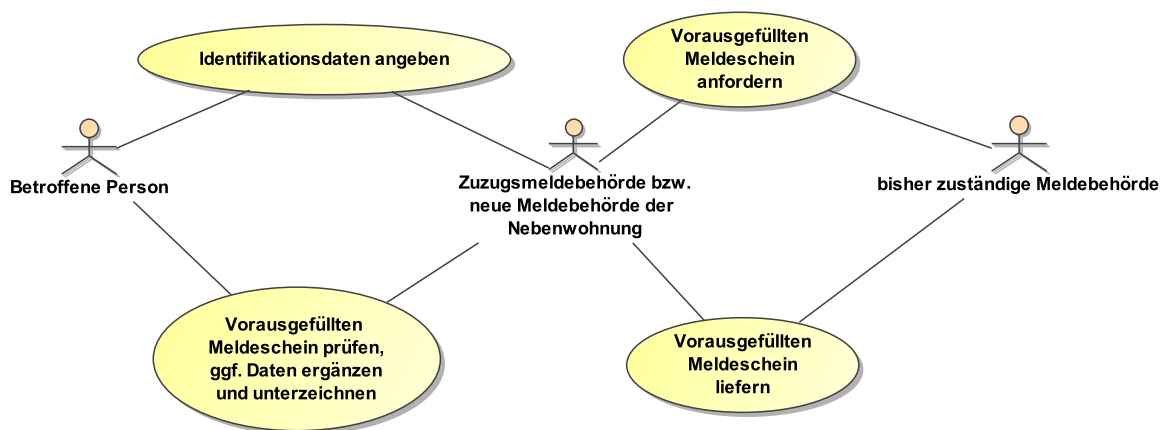 Identifikationsdaten angeben
Vorausgefüllten
Meldeschein
anfordern
Betroffene Person
Zuzugsmeldebehörde bzw.
neue Meldebehörde der
Nebenwohnung
bisher zuständige Meldebehörde
Vorausgefüllten
Meldeschein prüfen,
ggf. Daten ergänzen
und unterzeichnen
Vorausgefüllten
Meldeschein
liefern